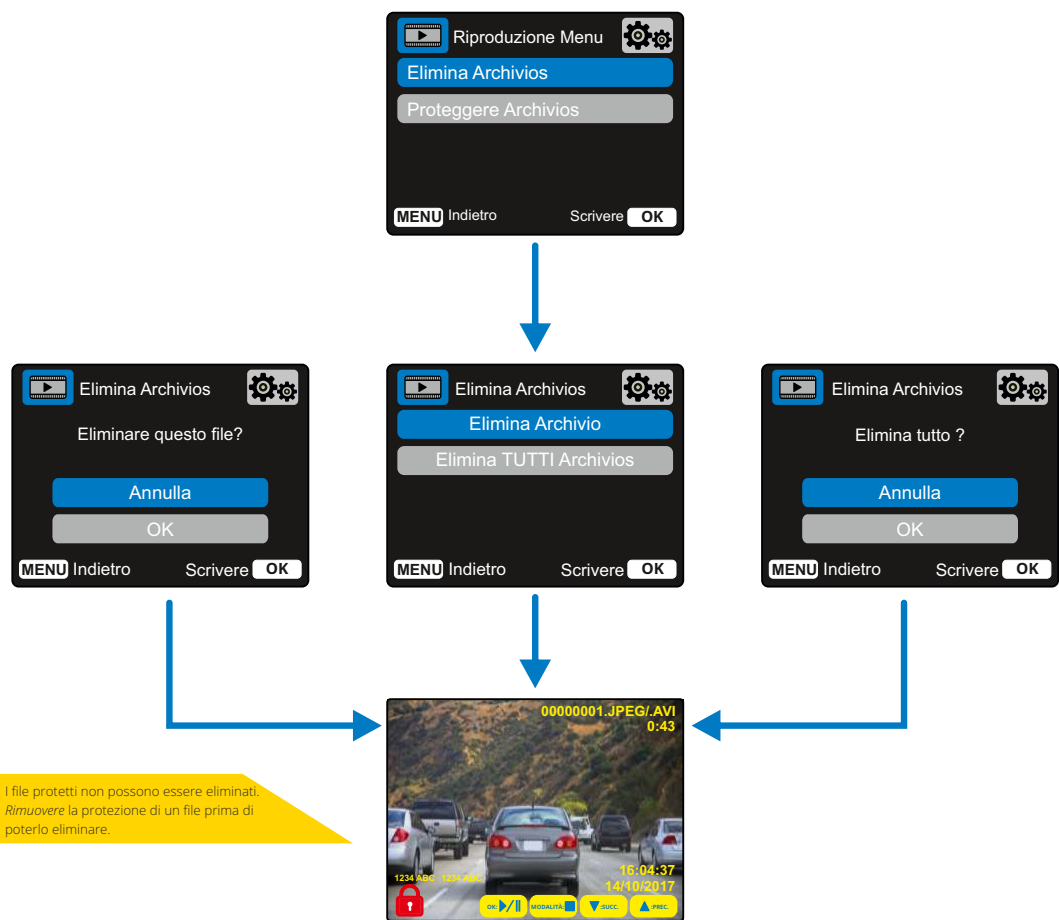 Riproduzione Menu
Elimina Archivios
Proteggere Archivios
MENU Indietro Scrivere OK
Elimina Archivios
Eliminare questo file?
Annulla
OK
MENU Indietro Scrivere OK
Elimina Archivios
Elimina Archivio
Elimina TUTTI Archivios
MENU Indietro Scrivere OK
Elimina Archivios
Elimina tutto ?
Annulla
OK
MENU Indietro Scrivere OK
00000001.JPEG/.AVI
0:43
I file protetti non possono essere eliminati.
Rimuovere la protezione di un file prima di
poterlo eliminare.
16:04:37
1234 ABC 1234 ABC
14/10/2017
OK: MODALITÀ: :SUCC. :PREC.